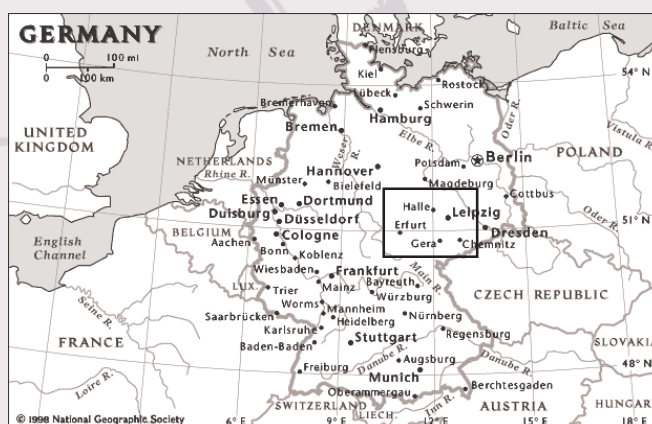 GERMANY
0 100 mi
0 100 km
DENMARK
Baltic Sea
North Sea
Flensburg
Kiel
Rostock
54° N
Lübeck
Bremerhaven
Schwerin
Hamburg
Bremen
Elbe R.
Oder R.
Vistula R.
UNITED
KINGDOM
Weser
R.
Berlin
POLAND
NETHERLANDS
Hannover
Potsdam
Rhine R.
Münster
Bielefeld
Magdeburg
Cottbus
Essen
Dortmund
Halle
Leipzig
Oder R.
51° N
Duisburg
Düsseldorf
Erfurt
Dresden
BELGIUM
Cologne
Gera
Chemnitz
English
Channel
Aachen
Bonn
Koblenz
Wiesbaden
Frankfurt
Main R.
LUX.
Trier
Mainz
Bayreuth
CZECH REPUBLIC
Seine R.
Worms
Würzburg
Saarbrücken
Mannheim
Nürnberg
Heidelberg
FRANCE
Karlsruhe
Regensburg
SLOVAKI
Baden-Baden
Stuttgart
Danube R.
Danube R.
48° N
Freiburg
Augsburg
Loire R.
Munich
Berchtesgaden
Oberammergau
Inn R.
SWITZERLAND
LIECH.
AUSTRIA
HUNGAR
© 1998 National Geographic Society
6° E
9° E
12° E
15° E
18° E